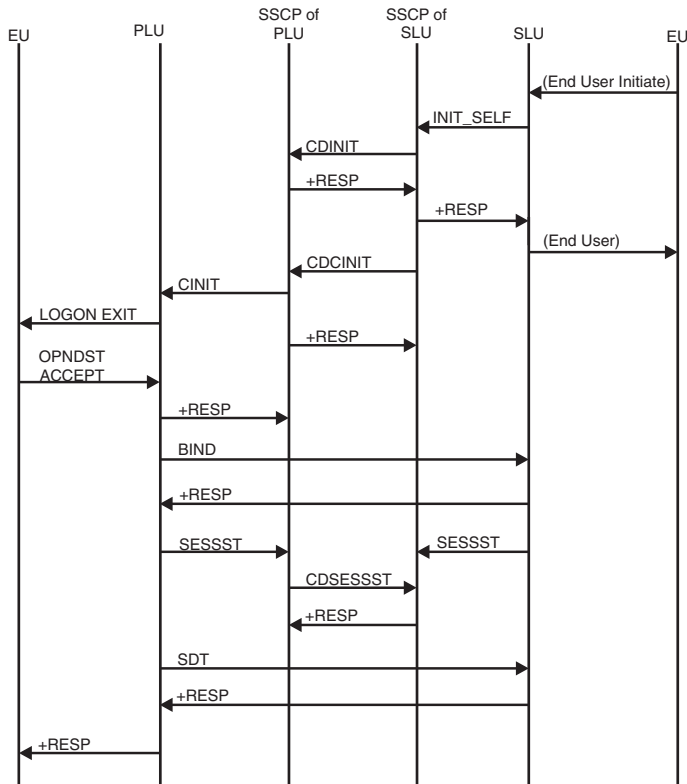 SSCP of SSCP of
EU PLU PLU SLU SLU EU
(End User Initiate)
INIT_SELF
CDINIT
+RESP
+RESP
(End User)
CDCINIT
CINIT
LOGON EXIT
+RESP
OPNDST
ACCEPT
+RESP
BIND
+RESP
SESSST SESSST
CDSESSST
+RESP
SDT
+RESP
+RESP